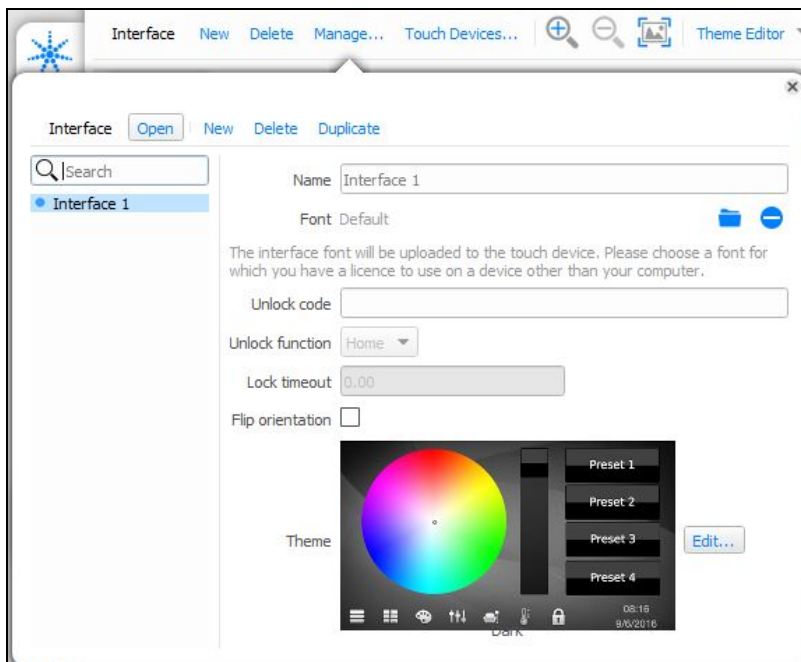 Interface New Delete Manage... Touch Devices... Theme Editor
Interface Open New Delete Duplicate
Search
Interface 1
Name Interface 1
Font Default
The interface font will be uploaded to the touch device. Please choose a font for
which you have a licence to use on a device other than your computer.
Unlock code
Unlock function Home
Lock timeout 0.00
Flip orientation
Preset 1
Preset 2
Theme
Preset 3
Edit...
Preset 4
08:16
9/6/2016
Dark